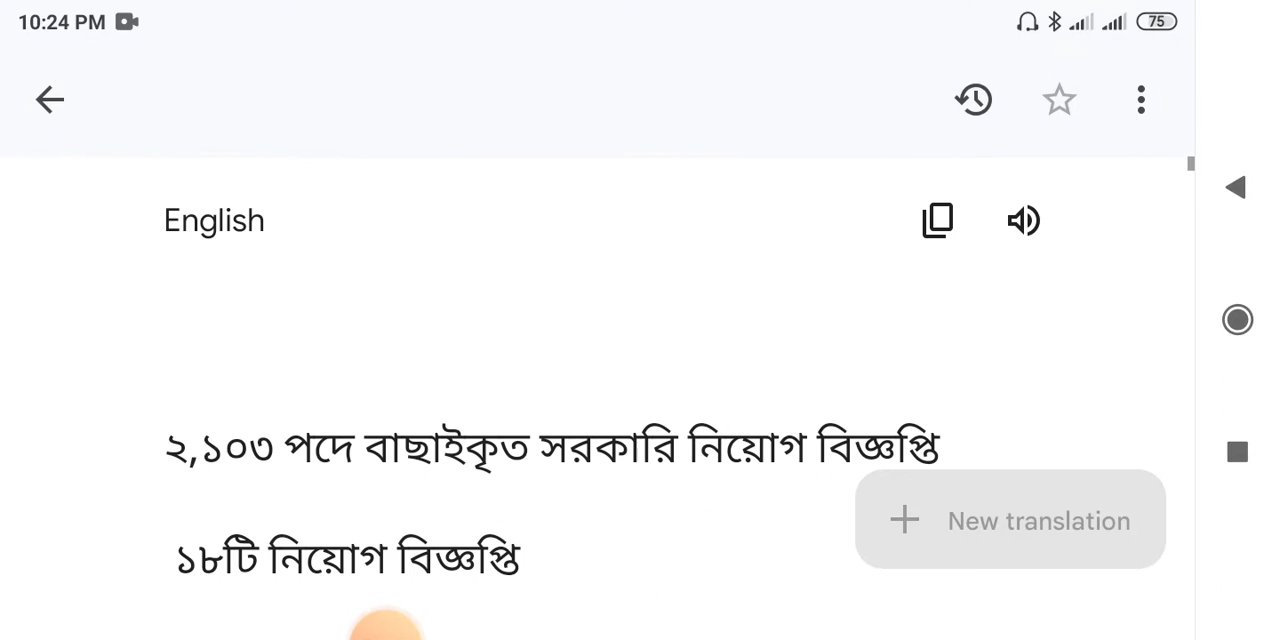 10:24 PM 75
English
২,১০৩ পদে বাছাইকৃত সরকারি নিয়োগ বিজ্ঞপ্তি
New translation
১৮টি নিয়োগ বিজ্ঞপ্তি